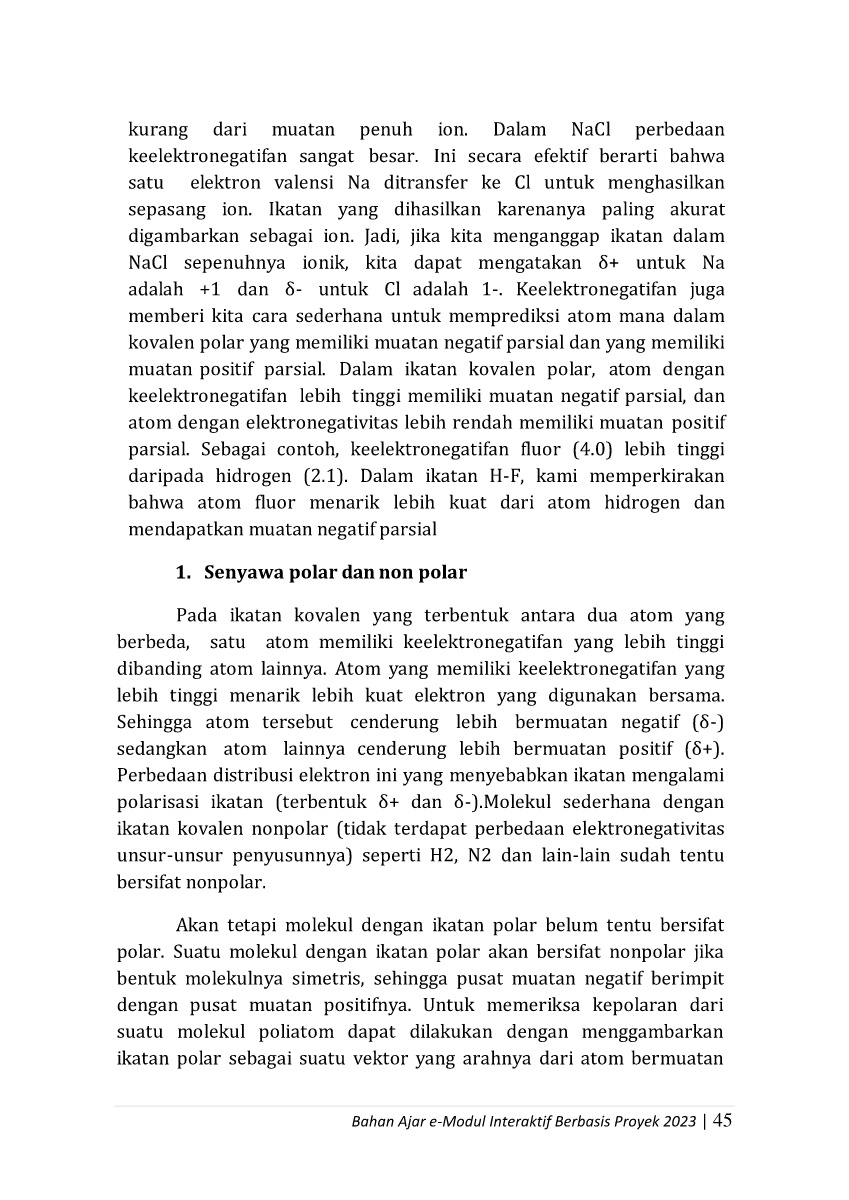 kurang dari muatan penuh ion. Dalam NaCl perbedaan
keelektronegatifan sangat besar. Ini secara efektif berarti bahwa
satu elektron valensi Na ditransfer ke Cl untuk menghasilkan
sepasang ion. Ikatan yang dihasilkan karenanya paling akurat
digambarkan sebagai ion. Jadi, jika kita menganggap ikatan dalam
NaCl sepenuhnya ionik, kita dapat mengatakan δ+ untuk Na
adalah +1 dan δ- untuk Cl adalah 1-. Keelektronegatifan juga
memberi kita cara sederhana untuk memprediksi atom mana dalam
kovalen polar yang memiliki muatan negatif parsial dan yang memiliki
muatan positif parsial. Dalam ikatan kovalen polar, atom dengan
keelektronegatifan lebih tinggi memiliki muatan negatif parsial, dan
atom dengan elektronegativitas lebih rendah memiliki muatan positif
parsial. Sebagai contoh, keelektronegatifan fluor (4.0) lebih tinggi
daripada hidrogen (2.1). Dalam ikatan H-F, kami memperkirakan
bahwa atom fluor menarik lebih kuat dari atom hidrogen dan
mendapatkan muatan negatif parsial
1. Senyawa polar dan non polar
Pada ikatan kovalen yang terbentuk antara dua atom yang
berbeda, satu atom memiliki keelektronegatifan yang lebih tinggi
dibanding atom lainnya. Atom yang memiliki keelektronegatifan yang
lebih tinggi menarik lebih kuat elektron yang digunakan bersama.
Sehingga atom tersebut cenderung lebih bermuatan negatif (δ-)
sedangkan atom lainnya cenderung lebih bermuatan positif (δ+).
Perbedaan distribusi elektron ini yang menyebabkan ikatan mengalami
polarisasi ikatan (terbentuk δ+ dan δ-).Molekul sederhana dengan
ikatan kovalen nonpolar (tidak terdapat perbedaan elektronegativitas
unsur-unsur penyusunnya) seperti H2, N2 dan lain-lain sudah tentu
bersifat nonpolar.
Akan tetapi molekul dengan ikatan polar belum tentu bersifat
polar. Suatu molekul dengan ikatan polar akan bersifat nonpolar jika
bentuk molekulnya simetris, sehingga pusat muatan negatif berimpit
dengan pusat muatan positifnya. Untuk memeriksa kepolaran dari
suatu molekul poliatom dapat dilakukan dengan menggambarkan
ikatan polar sebagai suatu vektor yang arahnya dari atom bermuatan
Bahan Ajar e-Modul Interaktif Berbasis Proyek 2023 | 45